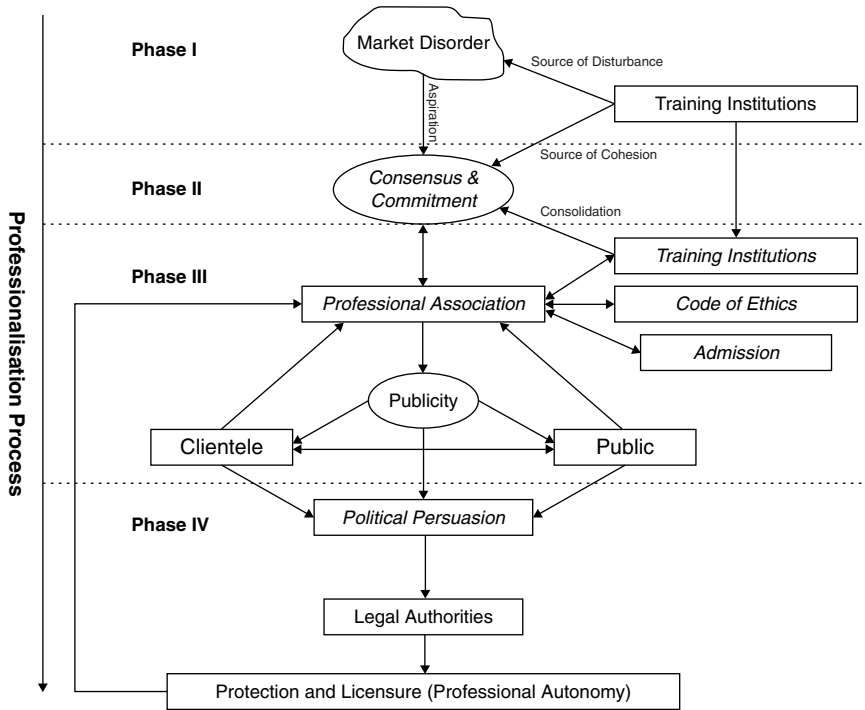 Professionalisation Process
Phase I
Market Disorder
Source of Disturbance
Training Institutions
Aspiration
Source of Cohesion
Phase II
Consensus &
Commitment
Consolidation
Training Institutions
Phase III
Professional Association
Code of Ethics
Admission
Publicity
Clientele
Public
Phase IV
Political Persuasion
Legal Authorities
Protection and Licensure (Professional Autonomy)